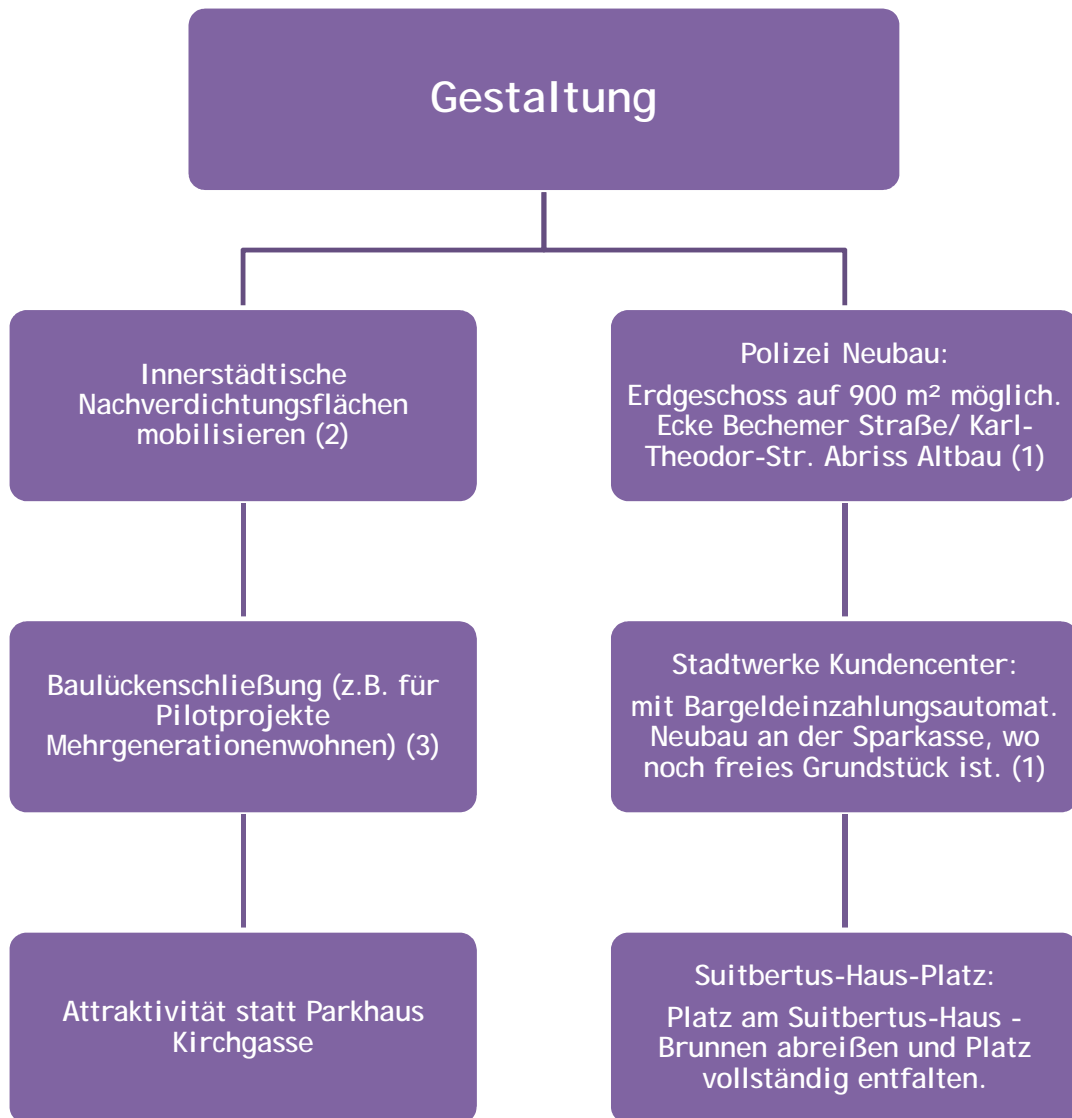 Gestaltung
Innerstädtische
Nachverdichtungsflächen
mobilisieren (2)
Baulückenschließung (z.B. für
Pilotprojekte
Mehrgenerationenwohnen) (3)
Attraktivität statt Parkhaus
Kirchgasse
Polizei Neubau:
Erdgeschoss auf 900 m² möglich.
Ecke Bechemer Straße/ Karl-
Theodor-Str. Abriss Altbau (1)
Stadtwerke Kundencenter:
mit Bargeldeinzahlungsautomat.
Neubau an der Sparkasse, wo
noch freies Grundstück ist. (1)
Suitbertus-Haus-Platz:
Platz am Suitbertus-Haus -
Brunnen abreißen und Platz
vollständig entfalten.